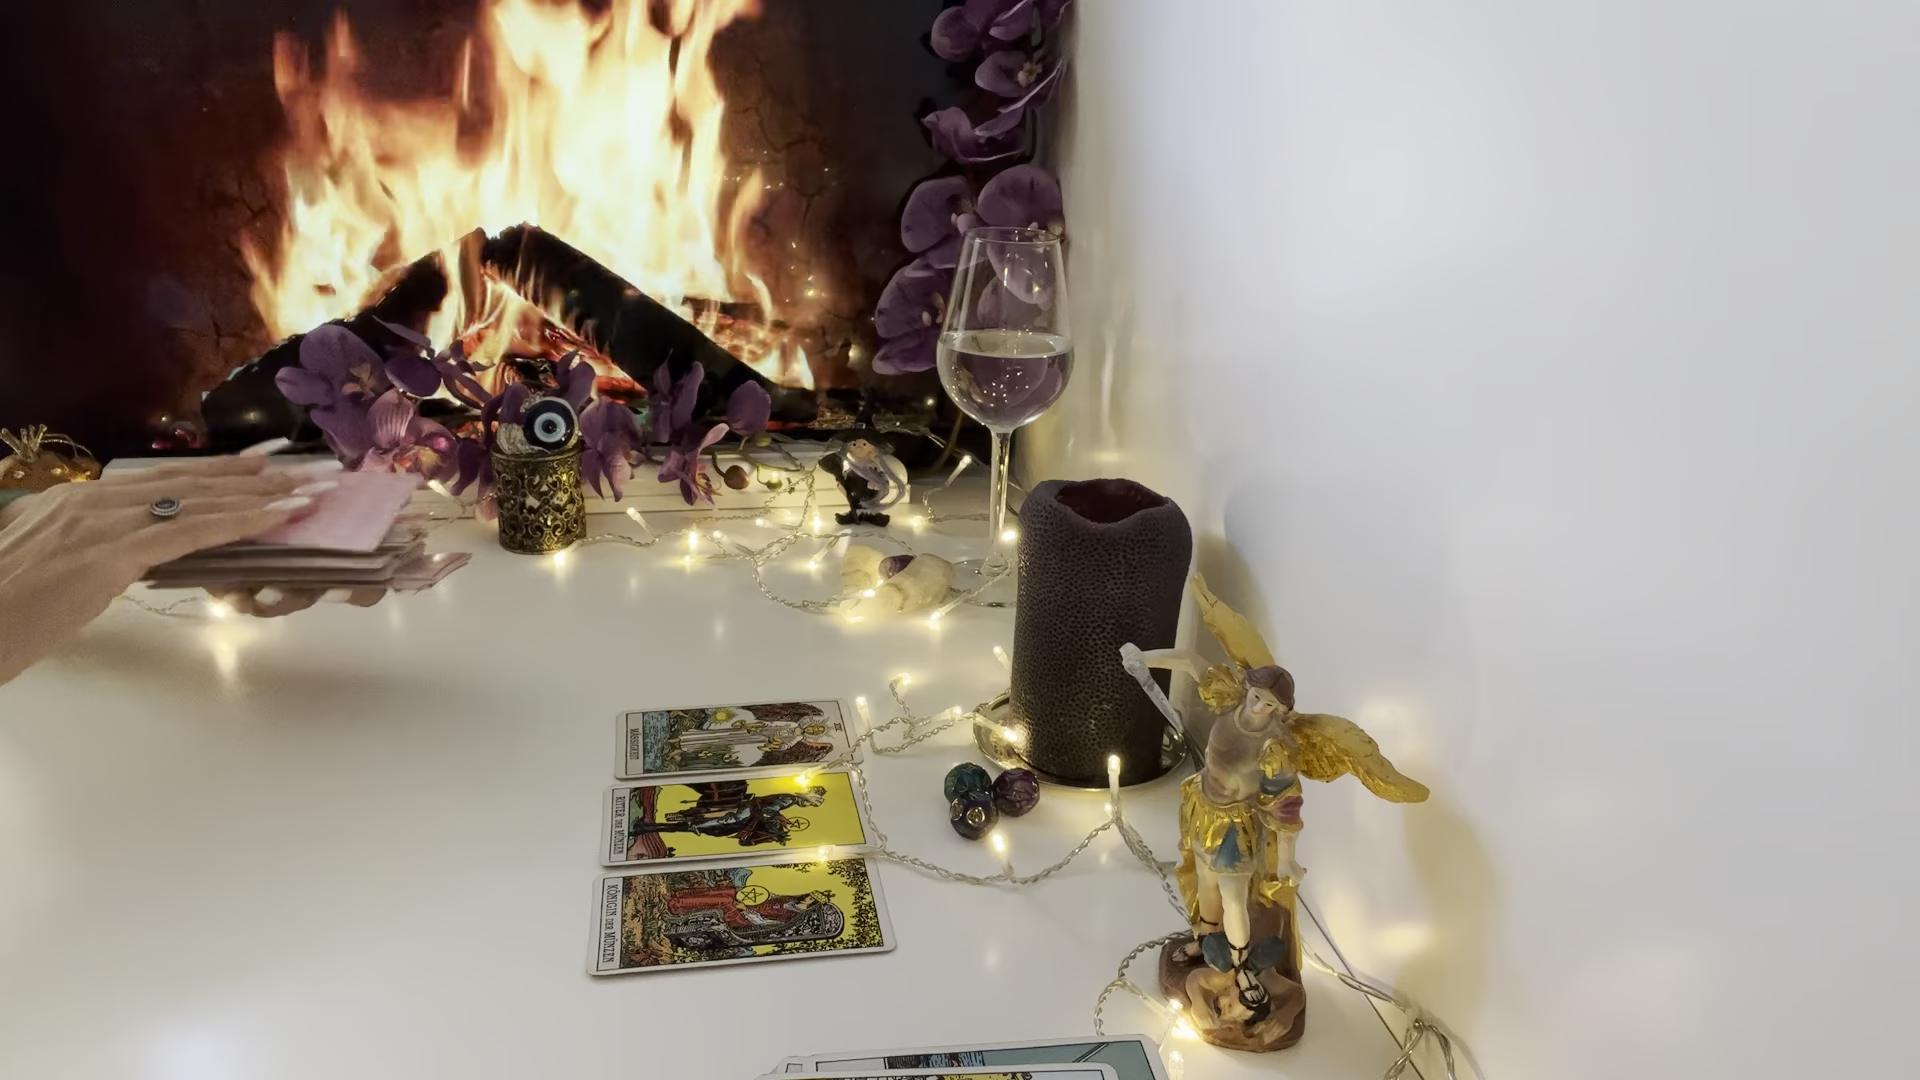 MÄSSIGKEIT
RITTER DER MÜNZEN
KÖNIGIN DER MÜNZEN